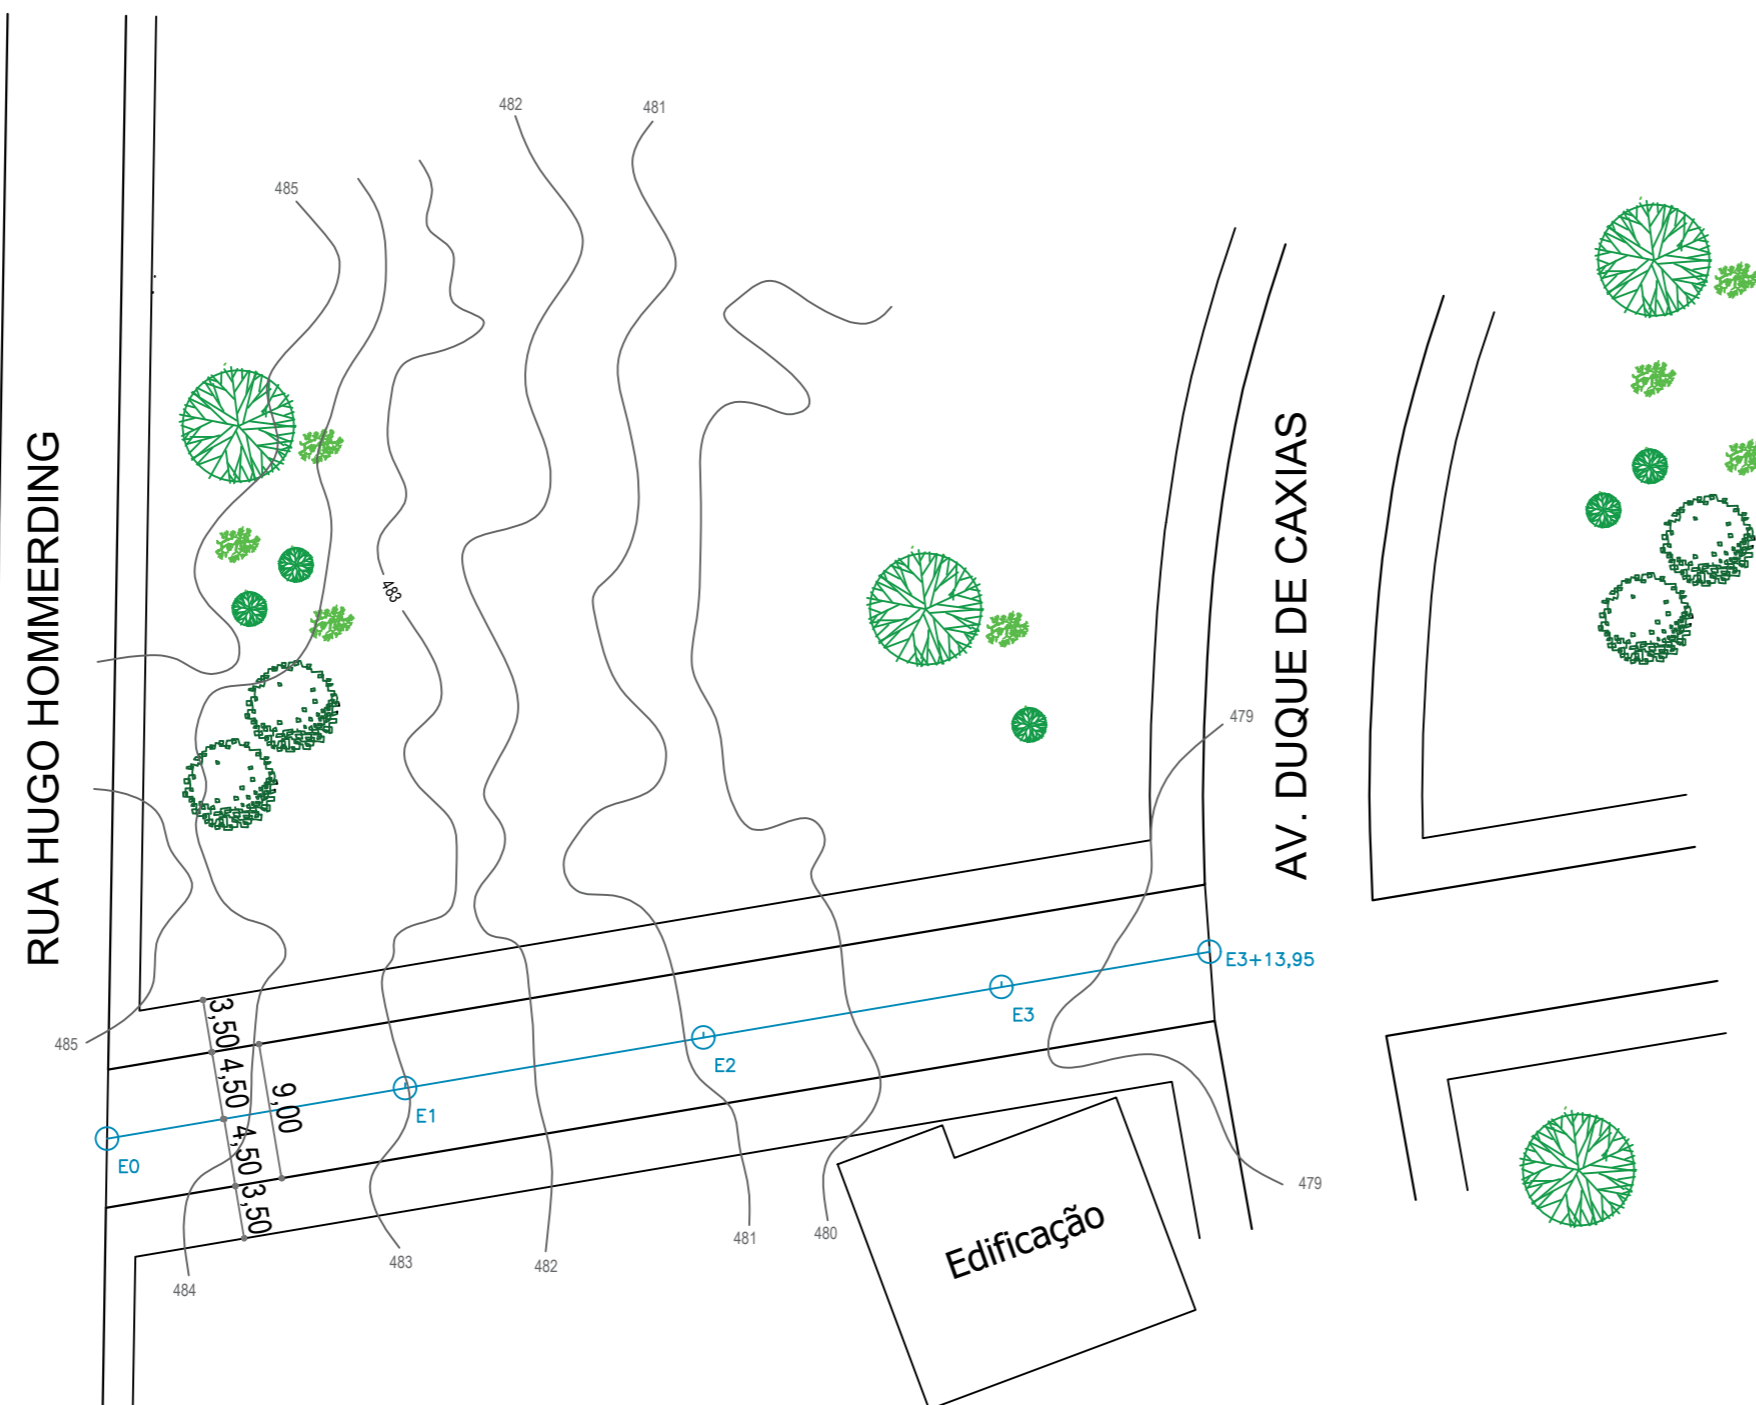 482
481
485
RUA HUGO HOMMERDING
AV. DUQUE DE CAXIAS
483
479
E3+13,95
3,50
4,50
9,00
4,50
3,50
485
E3
E2
E1
E0
479
481
480
Edificação
483
482
484